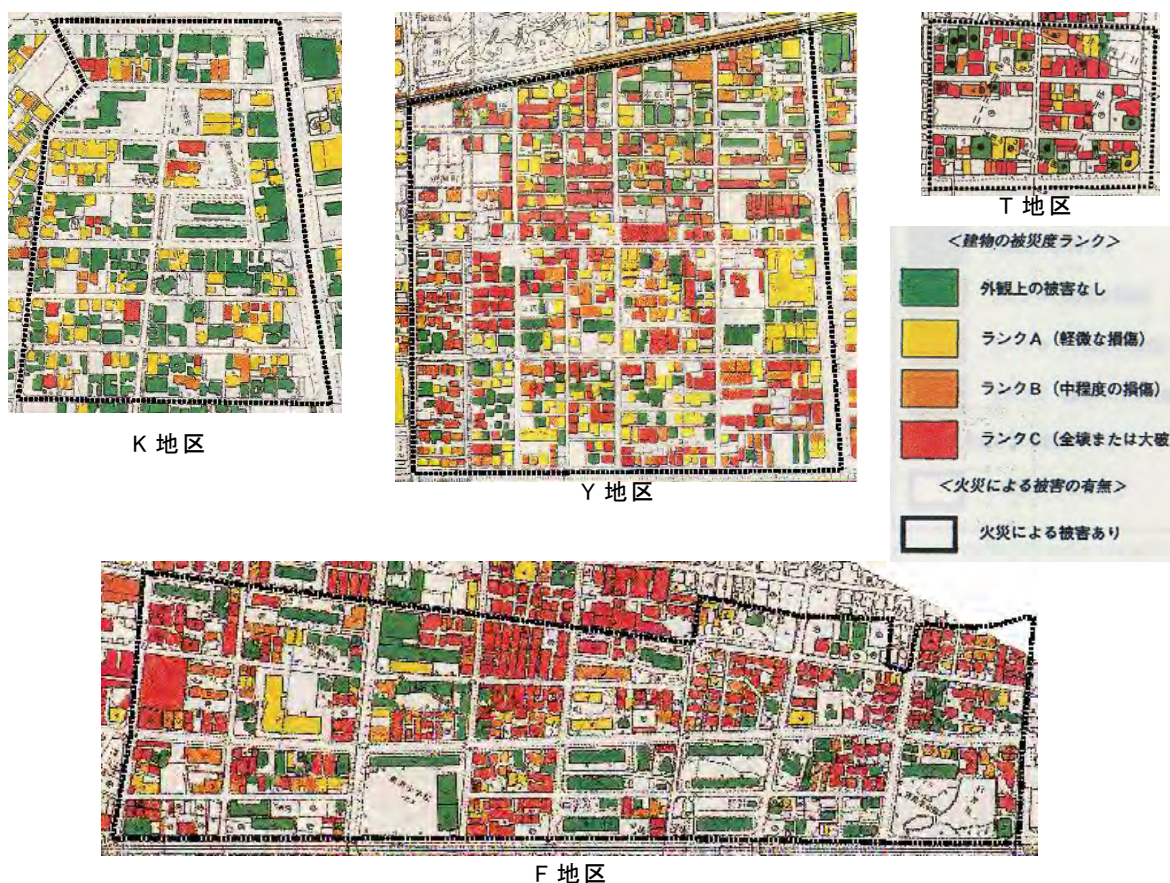 K 地区
Y 地区
T 地区
＜建物の被災度ランク＞
外観上の被害なし
ランクA（軽微な損傷）
ランクB（中程度の損傷）
ランクC（全壊または大破
＜火災による被害の有無＞
火災による被害あり
F 地区